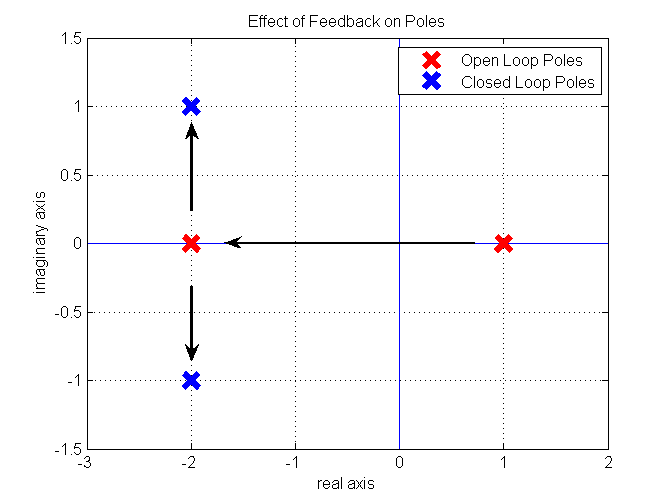 Effect of Feedback on Poles
Open Loop Poles
Closed Loop Poles
1.5
1
0.5
0
-0.5
-1
-1.5
imaginary axis
-3
-2
-1
0
1
2
real axis